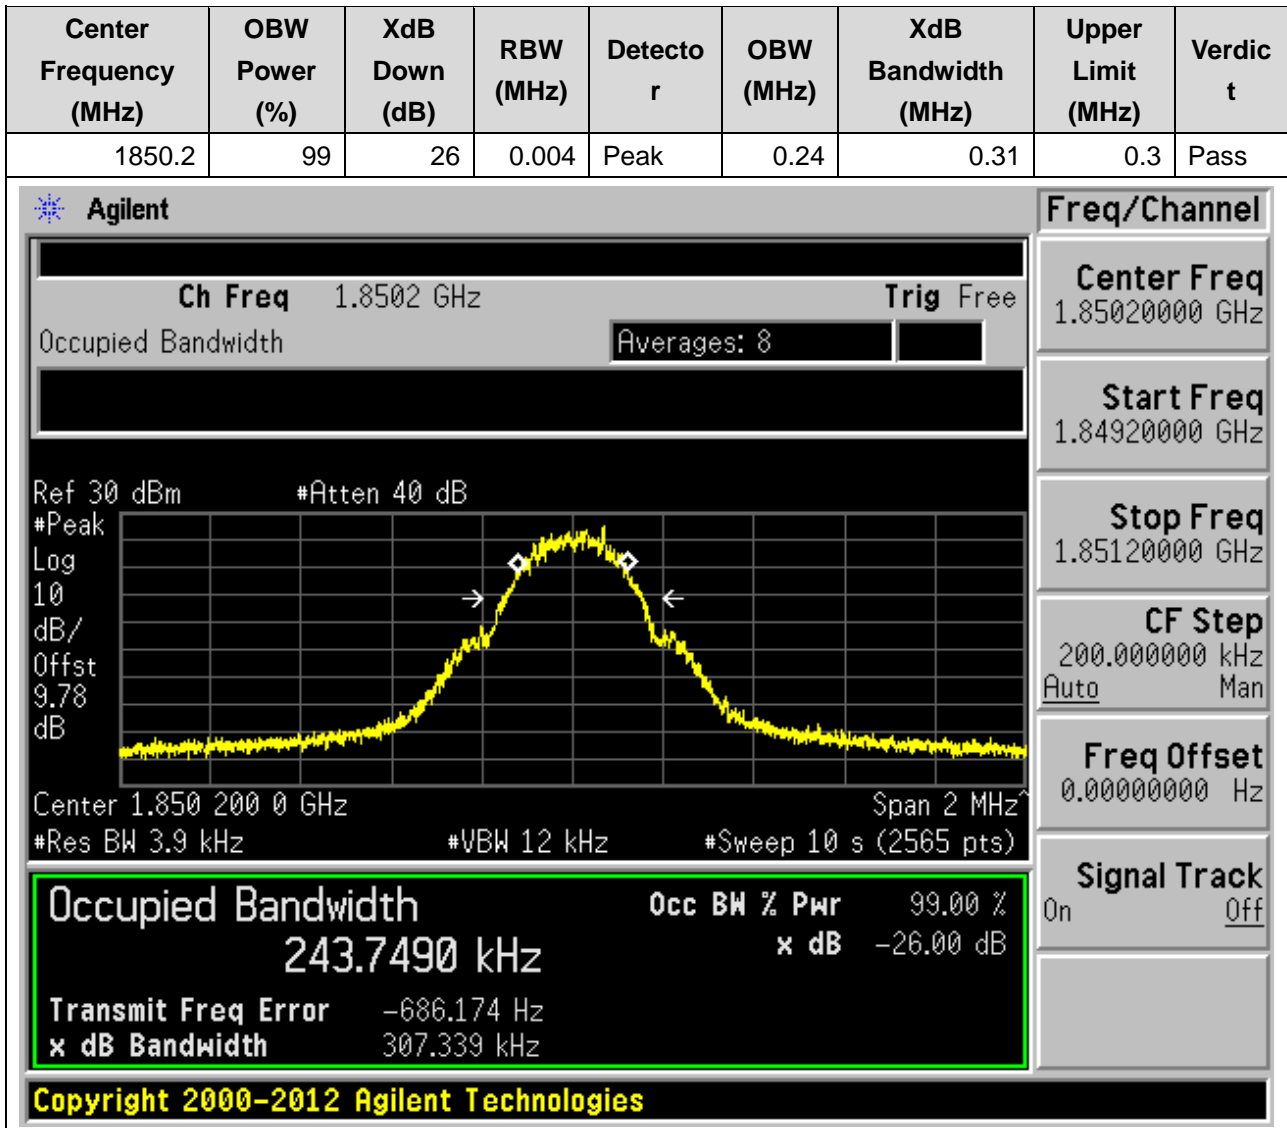 Center Frequency (MHz) OBW Power (%) XdB Down (dB) RBW (MHz) Detecto r OBW (MHz) XdB Bandwidth (MHz) Upper Limit (MHz) Verdic t
1850.2 99 26 0.004 Peak 0.24 0.31 0.3 Pass
Agilent
Freq/Channel
Ch Freq 1.8502 GHz Trig Free
Occupied Bandwidth Averages: 8
Ref 30 dBm #Atten 40 dB
#Peak
Log
10
dB/
Offst
9.78
dB
Center 1.850 200 0 GHz Span 2 MHz^
#Res BW 3.9 kHz #VBW 12 kHz #Sweep 10 s (2565 pts)
Occupied Bandwidth
243.7490 kHz
Occ BW % Pwr 99.00 %
x dB -26.00 dB
Transmit Freq Error -686.174 Hz
x dB Bandwidth 307.339 kHz
Center Freq
1.85020000 GHz
Start Freq
1.84920000 GHz
Stop Freq
1.85120000 GHz
CF Step
200.000000 kHz
Auto Man
Freq Offset
0.00000000 Hz
Signal Track
On Off
Copyright 2000-2012 Agilent Technologies